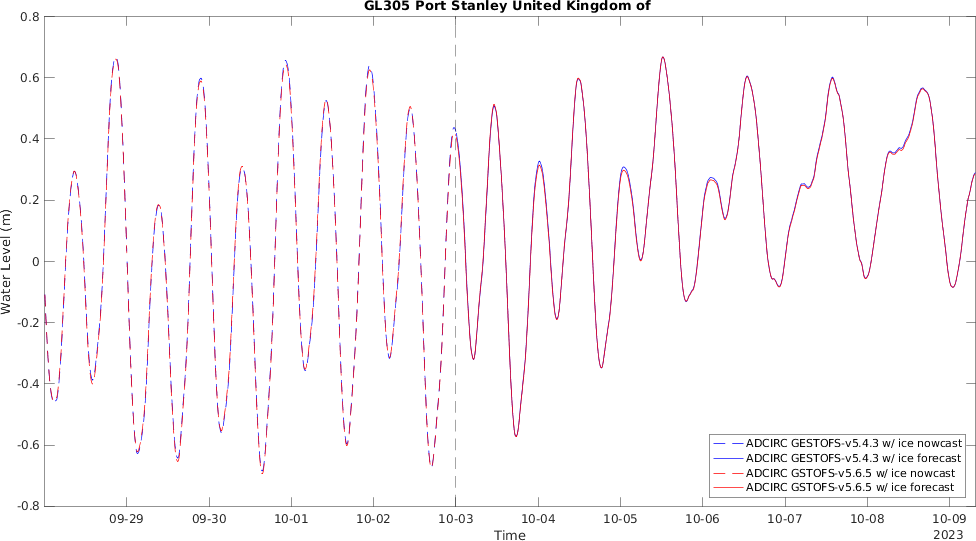 GL305 Port Stanley United Kingdom of
0.8
0.6
0.4
0.2
0
-0.2
-0.4
-0.6
-0.8
Water Level (m)
ADCIRC GESTOFS-v5.4.3 w/ ice nowcast
ADCIRC GESTOFS-v5.4.3 w/ ice forecast
ADCIRC GSTOFS-v5.6.5 w/ ice nowcast
ADCIRC GSTOFS-v5.6.5 w/ ice forecast
09-29 09-30 10-01 10-02 10-03 10-04 10-05 10-06 10-07 10-08 10-09
Time
2023